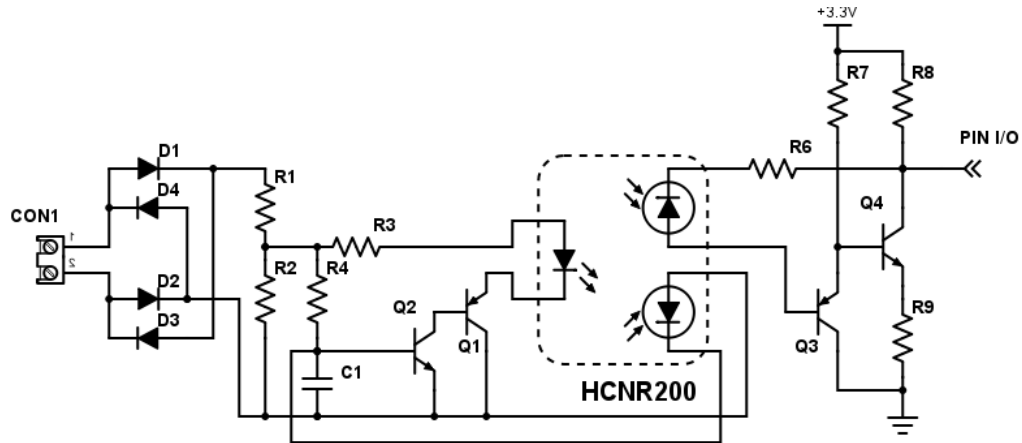 +3.3V
R7
R8
PIN I/O
D1
R1
R6
D4
CON1
1
2
R3
Q4
D2
R2
R4
Q2
D3
Q1
C1
Q3
R9
HCNR200